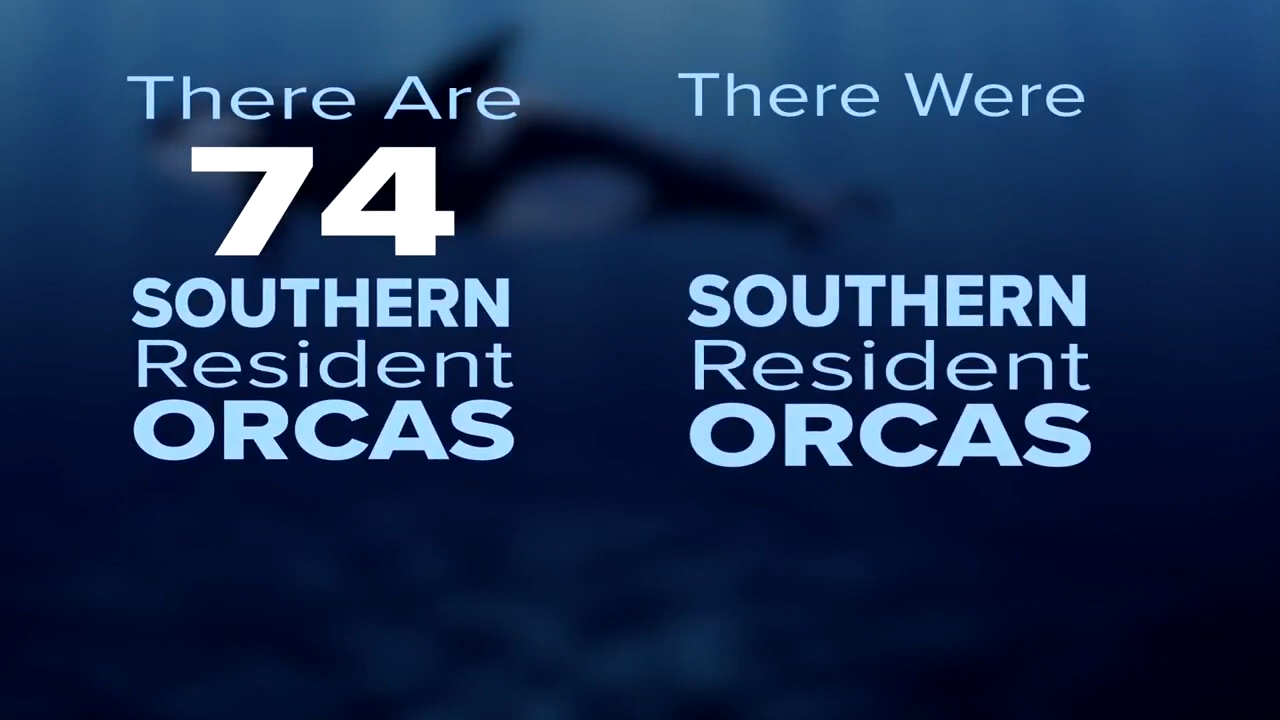 There Are
74
SOUTHERN
Resident
ORCAS
There Were
SOUTHERN
Resident
ORCAS